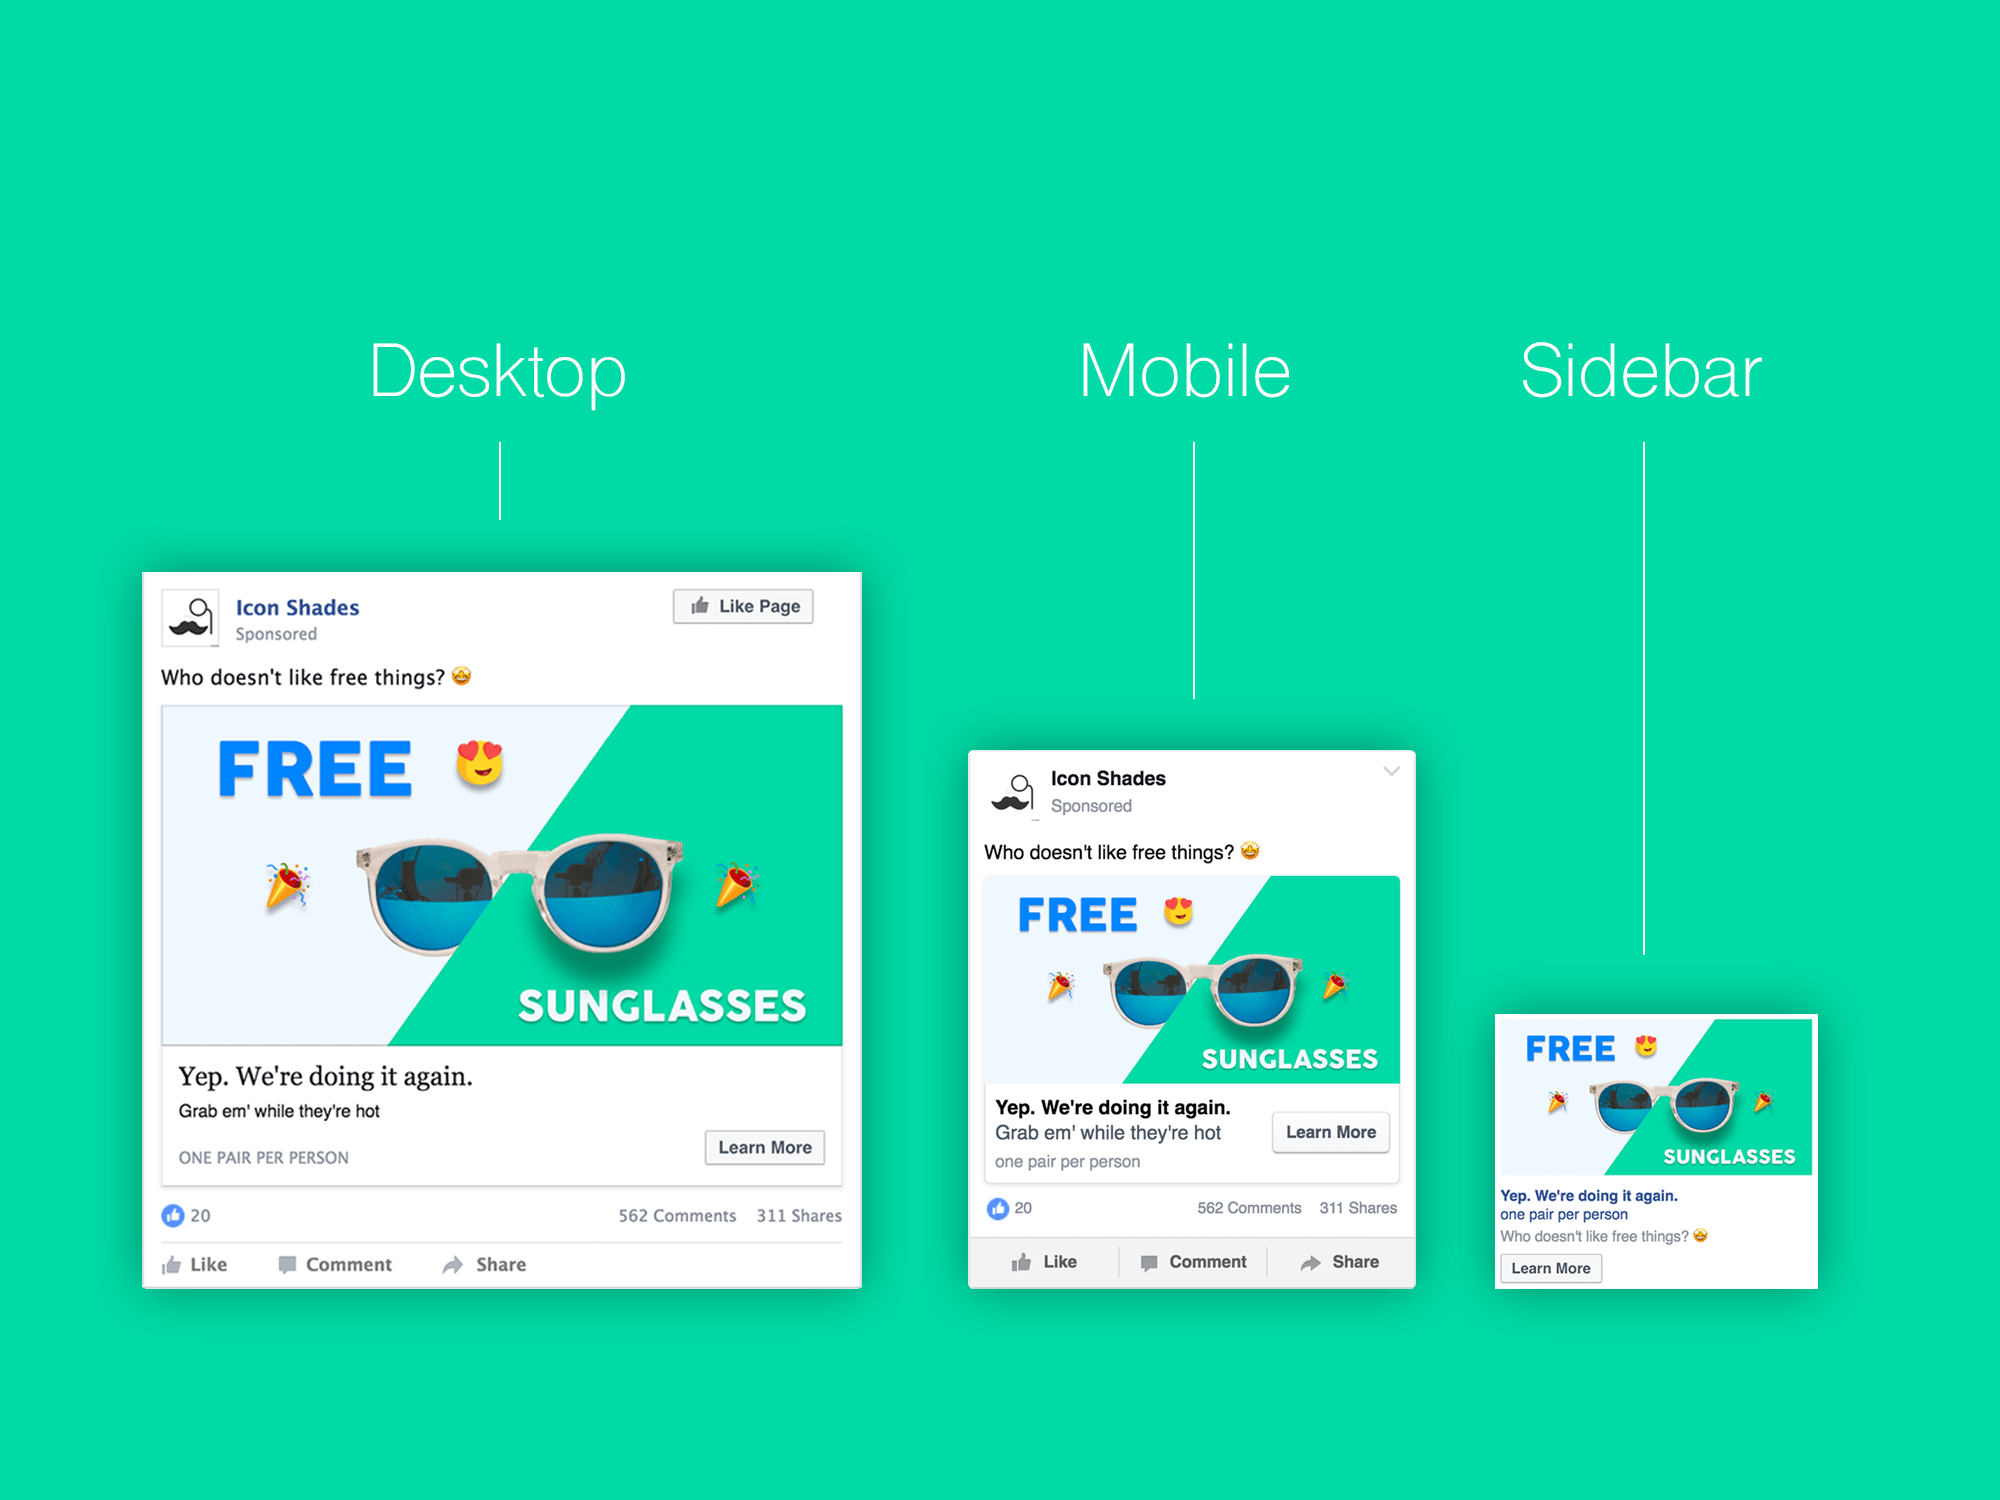 Desktop
Mobile
Sidebar
Icon Shades
Sponsored
Like Page
Who doesn't like free things? 🤩
FREE 😍
SUNGLASSES
Yep. We're doing it again.
Grab em' while they're hot
ONE PAIR PER PERSON
Learn More
20
562 Comments 311 Shares
Like Comment Share
Icon Shades
Sponsored
Who doesn't like free things? 🤩
FREE 😍
SUNGLASSES
Yep. We're doing it again.
Grab em' while they're hot
one pair per person
Learn More
20
562 Comments 311 Shares
Like Comment Share
FREE 😍
SUNGLASSES
Yep. We're doing it again.
one pair per person
Who doesn't like free things? 🤩
Learn More